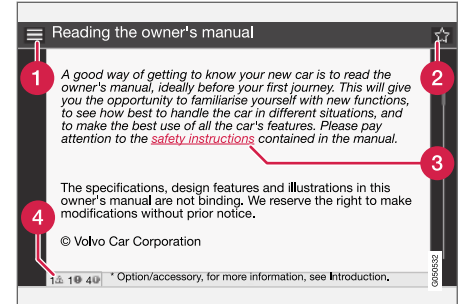 Reading the owner's manual
1
2
A good way of getting to know your new car is to read the
owner's manual, ideally before your first journey. This will give
you the opportunity to familiarise yourself with new functions,
to see how best to handle the car in different situations, and
to make the best use of all the car's features. Please pay
attention to the safety instructions contained in the manual.
3
The specifications, design features and illustrations in this
owner's manual are not binding. We reserve the right to make
modifications without prior notice.
4
© Volvo Car Corporation
1 1 4 * Option/accessory, for more information, see Introduction.
G050532